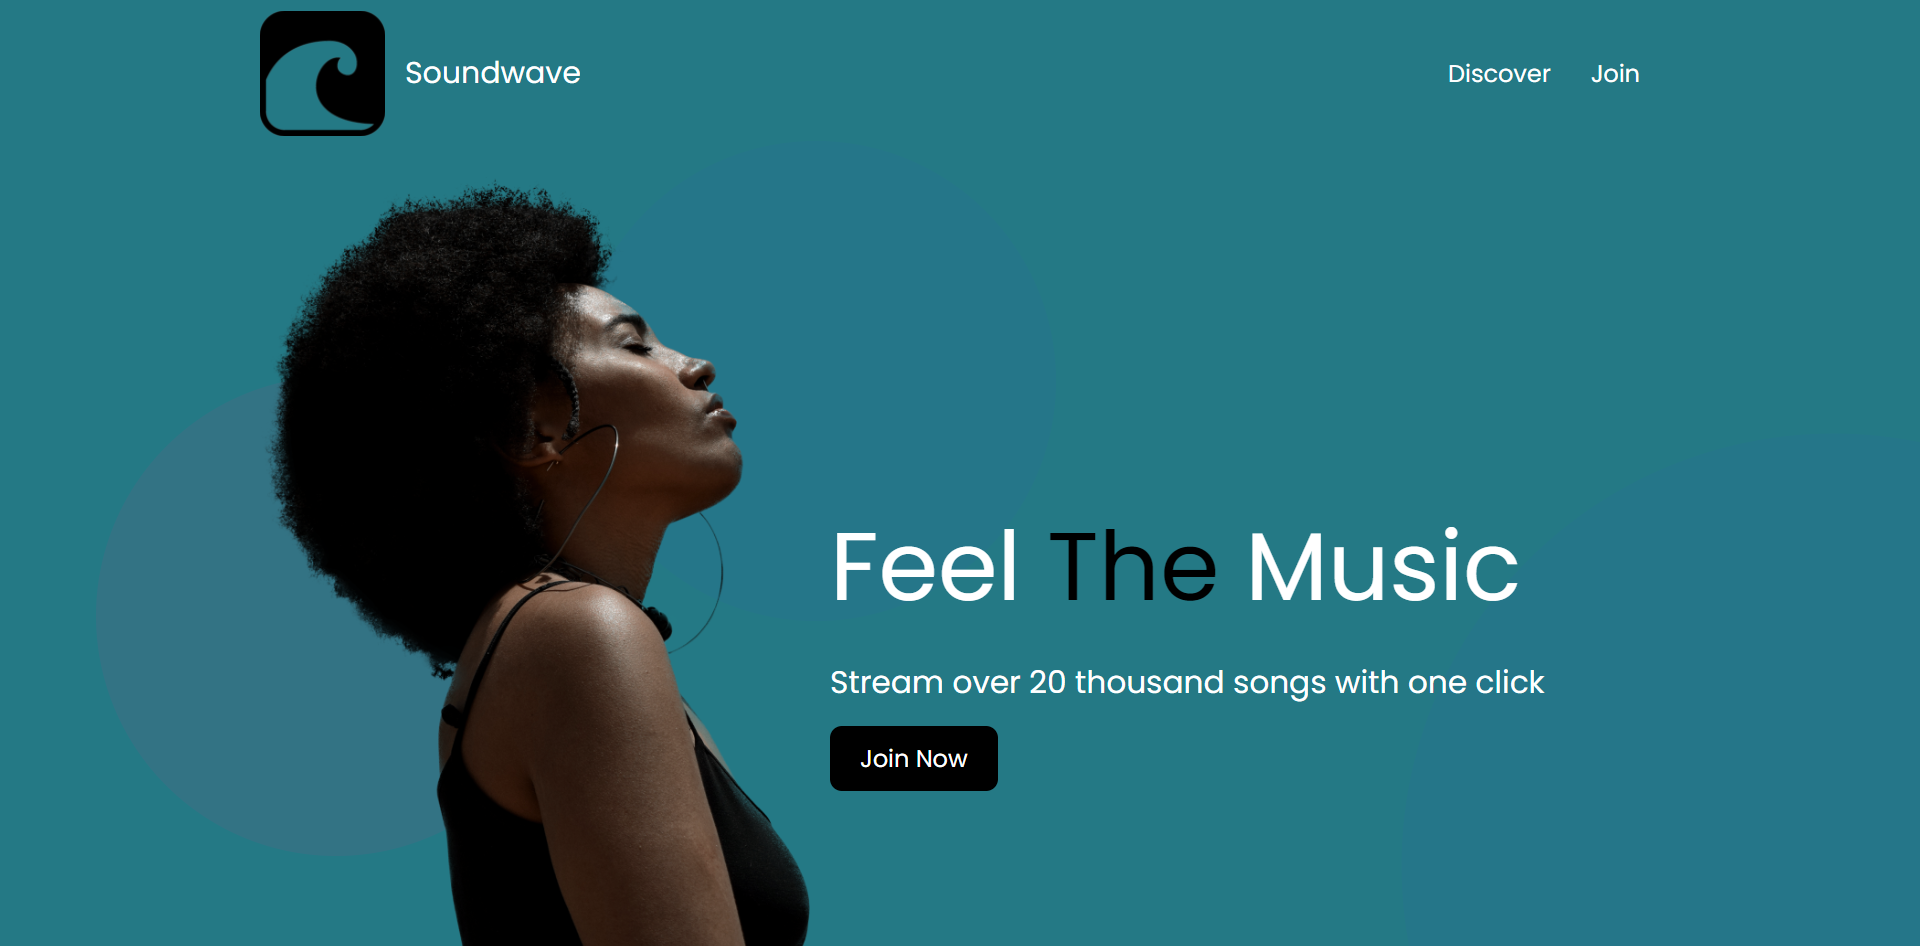 Soundwave
Discover
Join
Feel The Music
Stream over 20 thousand songs with one click
Join Now